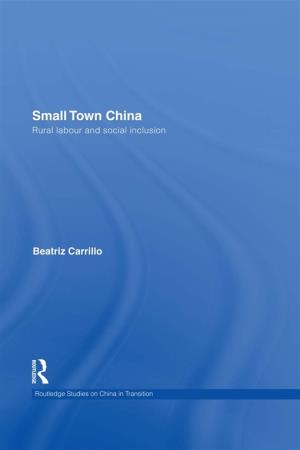 Small Town China
Rural labour and social inclusion
Beatriz Carrillo
R
ROUTLEDGE
Routledge Studies on China in Transition